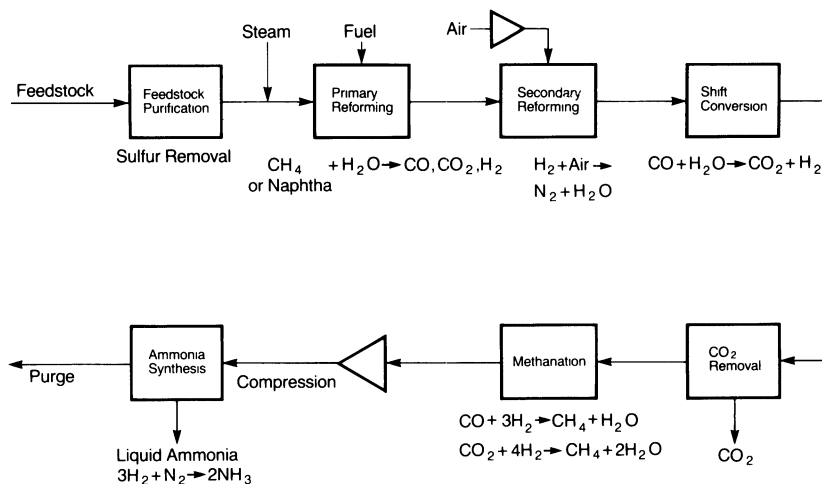 Steam
Fuel
Air
Feedstock
Feedstock
Purification
Primary
Reforming
Secondary
Reforming
Shift
Conversion
Sulfur Removal
CH₄ + H₂O → CO, CO₂, H₂
or Naphtha
H₂ + Air →
N₂ + H₂O
CO + H₂O → CO₂ + H₂
Ammonia
Synthesis
Methanation
CO₂
Removal
Purge
Compression
Liquid Ammonia
3H₂ + N₂ → 2NH₃
CO + 3H₂ → CH₄ + H₂O
CO₂ + 4H₂ → CH₄ + 2H₂O
CO₂